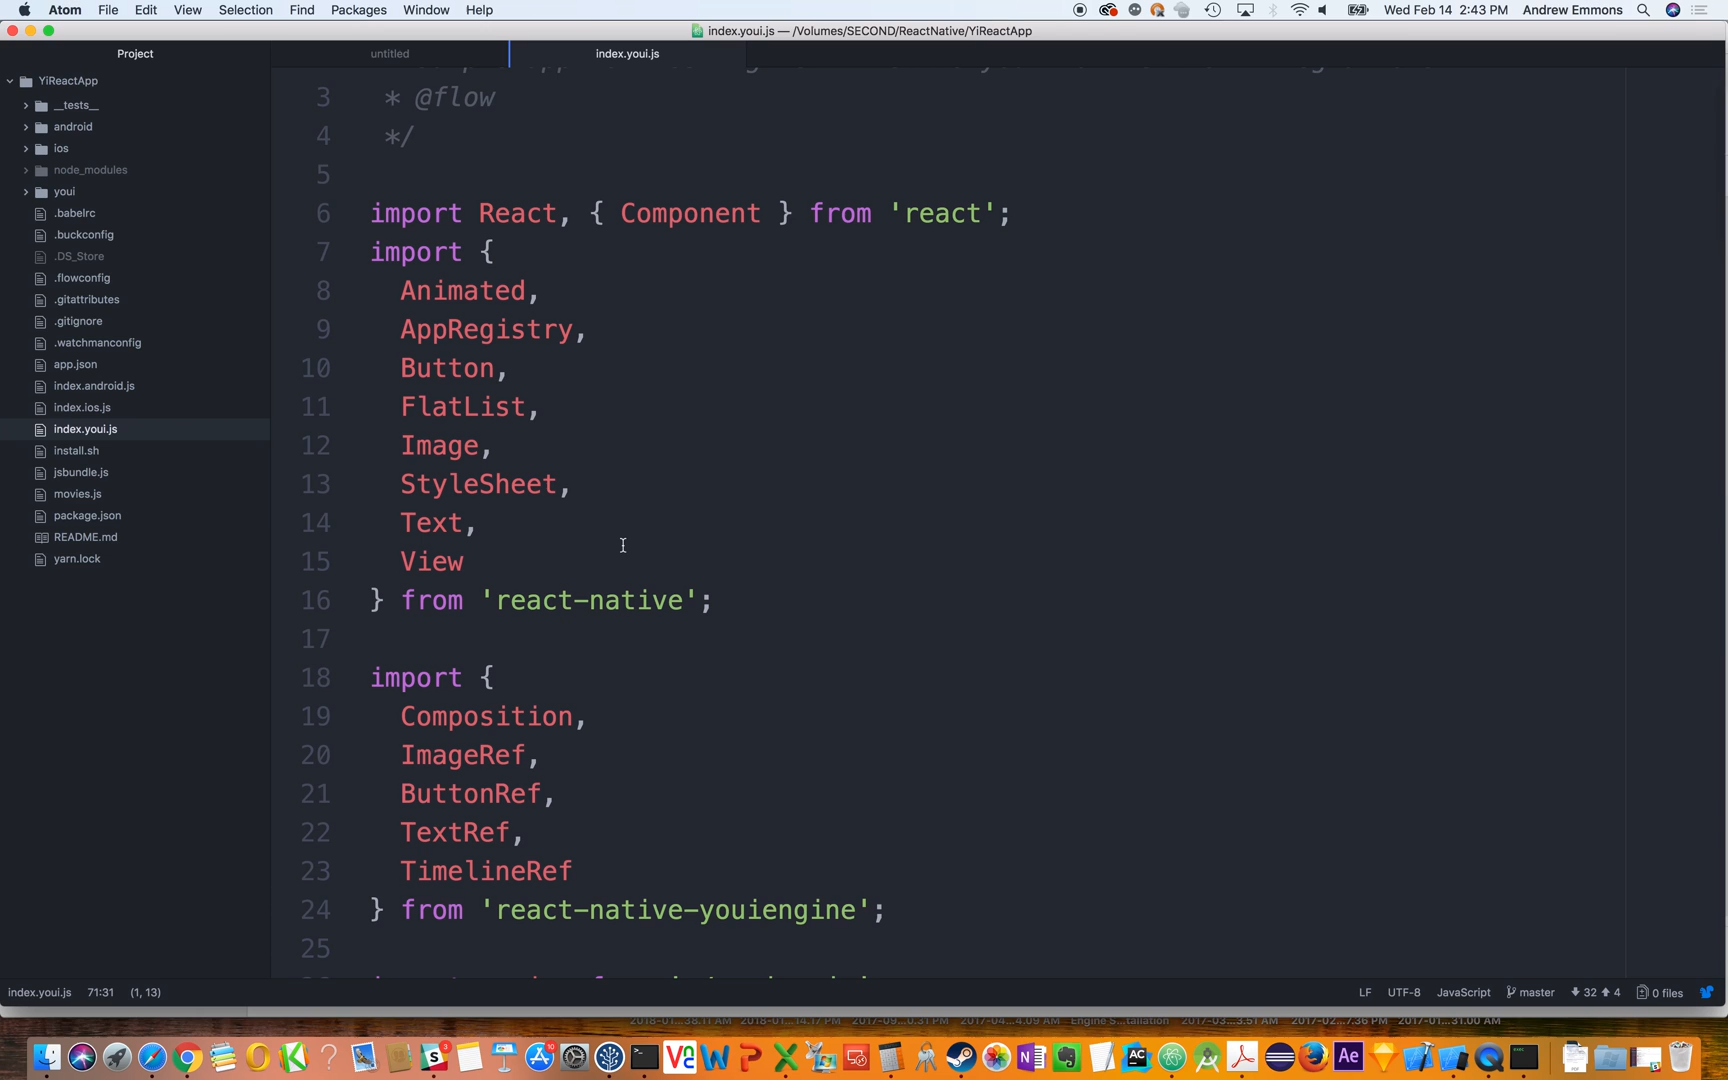 Atom File Edit View Selection Find Packages Window Help
Wed Feb 14 2:43 PM Andrew Emmons
index.youi.js — /Volumes/SECOND/ReactNative/YiReactApp
Project
untitled
index.youi.js
YiReactApp
__tests__
android
ios
node_modules
youi
.babelrc
.buckconfig
.DS_Store
.flowconfig
.gitattributes
.gitignore
.watchmanconfig
app.json
index.android.js
index.ios.js
index.youi.js
install.sh
jsbundle.js
movies.js
package.json
README.md
yarn.lock
3 * @flow
4 */
5
6 import React, { Component } from 'react';
7 import {
8 Animated,
9 AppRegistry,
10 Button,
11 FlatList,
12 Image,
13 StyleSheet,
14 Text,
15 View
16 } from 'react-native';
17
18 import {
19 Composition,
20 ImageRef,
21 ButtonRef,
22 TextRef,
23 TimelineRef
24 } from 'react-native-youiengine';
25
index.youi.js 71:31 (1, 13)
LF UTF-8 JavaScript master 32 4 0 files